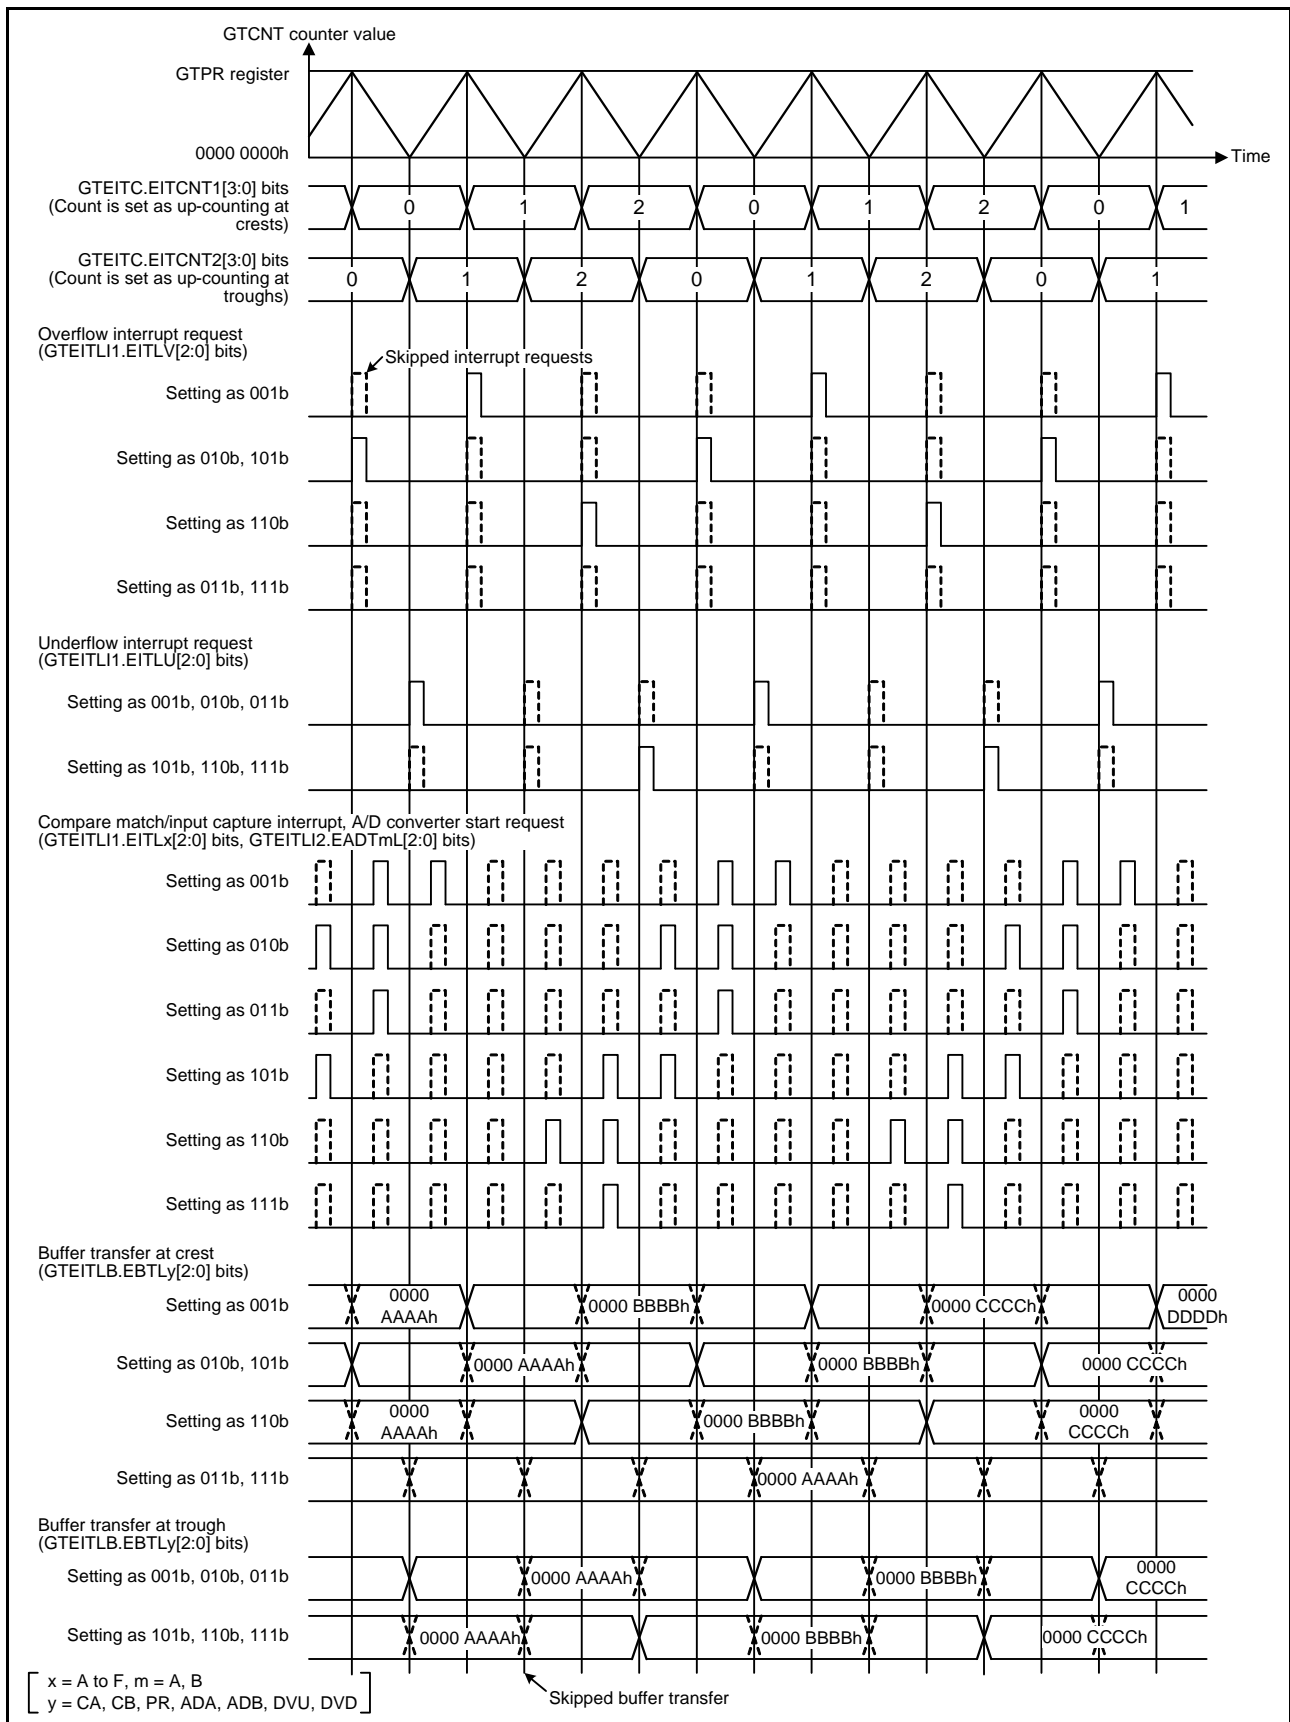 GTCNT counter value
GTPR register
0000 0000h
Time
GTEITC.EITCNT1[3:0] bits
(Count is set as up-counting at
crests)
0 1 2 0 1 2 0 1
GTEITC.EITCNT2[3:0] bits
(Count is set as up-counting at
troughs)
0 1 2 0 1 2 0 1
Overflow interrupt request
(GTEITLI1.EITLV[2:0] bits)
Skipped interrupt requests
Setting as 001b
Setting as 010b, 101b
Setting as 110b
Setting as 011b, 111b
Underflow interrupt request
(GTEITLI1.EITLU[2:0] bits)
Setting as 001b, 010b, 011b
Setting as 101b, 110b, 111b
Compare match/input capture interrupt, A/D converter start request
(GTEITLI1.EITLx[2:0] bits, GTEITLI2.EADTmL[2:0] bits)
Setting as 001b
Setting as 010b
Setting as 011b
Setting as 101b
Setting as 110b
Setting as 111b
Buffer transfer at crest
(GTEITLB.EBTLy[2:0] bits)
Setting as 001b
0000
AAAAh
0000 BBBBh
0000 CCCCh
0000
DDDDh
Setting as 010b, 101b
0000 AAAAh
0000 BBBBh
0000 CCCCh
Setting as 110b
0000
AAAAh
0000 BBBBh
0000
CCCCh
Setting as 011b, 111b
0000 AAAAh
Buffer transfer at trough
(GTEITLB.EBTLy[2:0] bits)
Setting as 001b, 010b, 011b
0000 AAAAh
0000 BBBBh
0000
CCCCh
Setting as 101b, 110b, 111b
0000 AAAAh
0000 BBBBh
0000 CCCCh
x = A to F, m = A, B
y = CA, CB, PR, ADA, ADB, DVU, DVD
Skipped buffer transfer